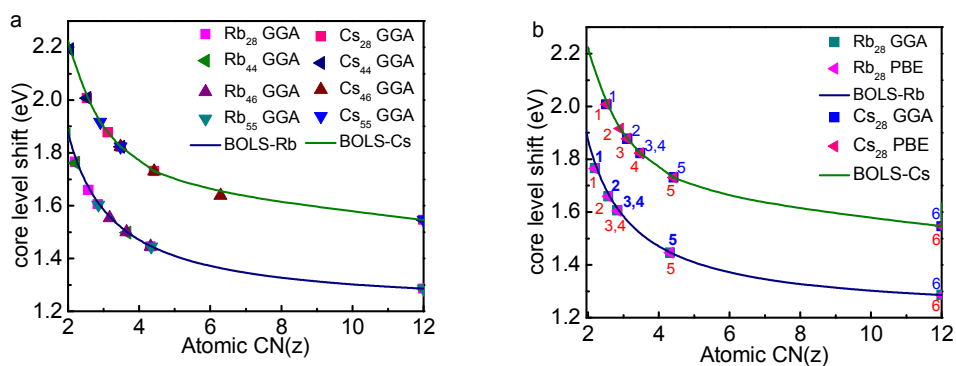 a
Rb28 GGA Cs28 GGA
Rb44 GGA Cs44 GGA
Rb46 GGA Cs46 GGA
Rb55 GGA Cs55 GGA
BOLS-Rb BOLS-Cs
core level shift (eV)
2.2
2.0
1.8
1.6
1.4
1.2
2 4 6 8 10 12
Atomic CN(z)
b
Rb28 GGA
Rb28 PBE
BOLS-Rb
Cs28 GGA
Cs28 PBE
BOLS-Cs
core level shift (eV)
2.2
2.0
1.8
1.6
1.4
1.2
1
1
2 2
3 3,4
4
5
5
6
6
1
1
2
2
3,4
3,4
5
5
6
6
2 4 6 8 10 12
Atomic CN(z)